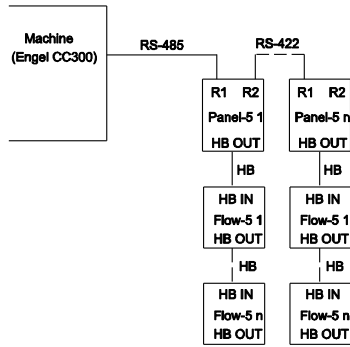 Machine
(Engel CC300)
RS-485
RS-422
R1 R2
Panel-5 1
HB OUT
R1 R2
Panel-5 n
HB OUT
HB
HB
HB IN
Flow-5 1
HB OUT
HB IN
Flow-5 1
HB OUT
HB
HB
HB IN
Flow-5 n
HB OUT
HB IN
Flow-5 n
HB OUT